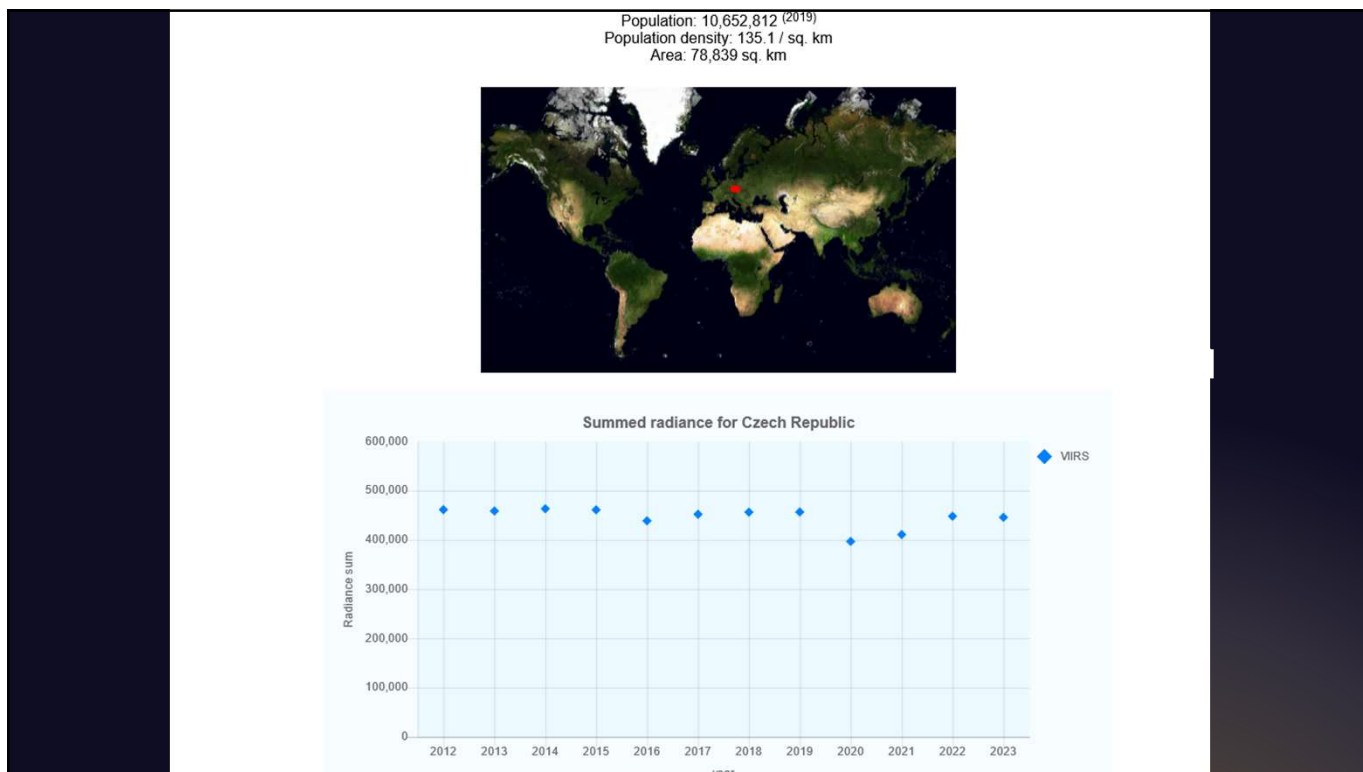 Population: 10,652,812 (2019)
Population density: 135.1 / sq. km
Area: 78,839 sq. km
Summed radiance for Czech Republic
600,000
VIIRS
500,000
400,000
Radiance sum
300,000
200,000
100,000
0
2012 2013 2014 2015 2016 2017 2018 2019 2020 2021 2022 2023